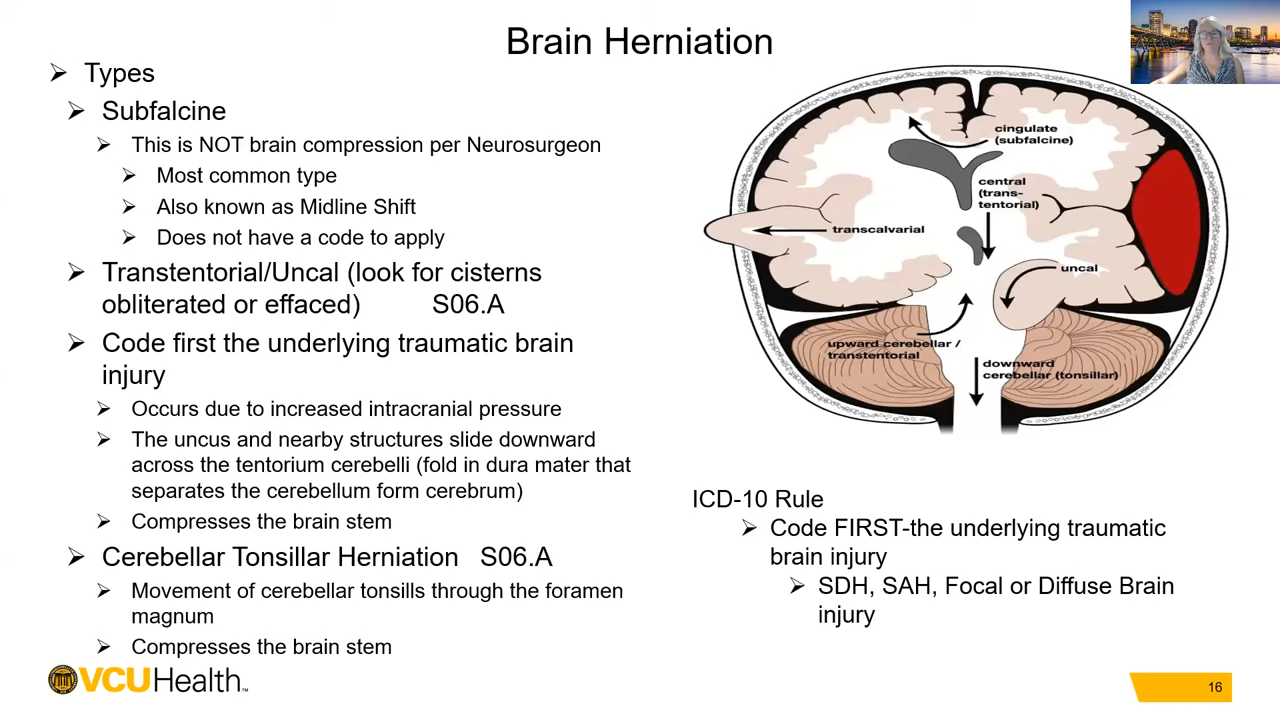 Brain Herniation
Types
Subfalcine
This is NOT brain compression per Neurosurgeon
Most common type
Also known as Midline Shift
Does not have a code to apply
Transtentorial/Uncal (look for cisterns
obliterated or effaced) S06.A
Code first the underlying traumatic brain
injury
Occurs due to increased intracranial pressure
The uncus and nearby structures slide downward
across the tentorium cerebelli (fold in dura mater that
separates the cerebellum form cerebrum)
Compresses the brain stem
Cerebellar Tonsillar Herniation S06.A
Movement of cerebellar tonsills through the foramen
magnum
Compresses the brain stem
cingulate
(subfalcine)
central
(trans-
tentorial)
transcalvarial
uncal
upward cerebellar /
transtentorial
downward
cerebellar (tonsillar)
ICD-10 Rule
Code FIRST-the underlying traumatic
brain injury
SDH, SAH, Focal or Diffuse Brain
injury
VCUHealth™
16